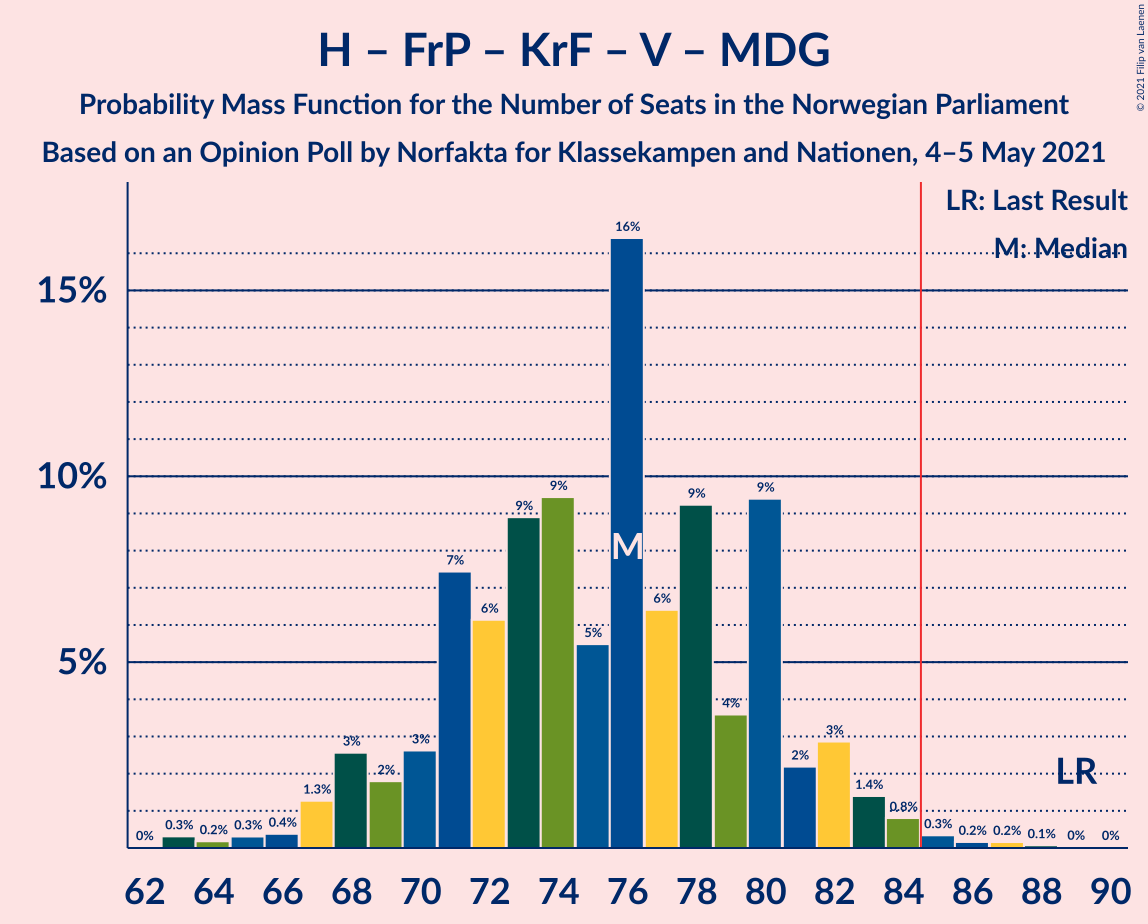 H – FrP – KrF – V – MDG
Probability Mass Function for the Number of Seats in the Norwegian Parliament
Based on an Opinion Poll by Norfakta for Klassekampen and Nationen, 4–5 May 2021
© 2021 Filip van Laenen
LR: Last Result
M: Median
15%
10%
5%
0% 0.3% 0.2% 0.3% 0.4% 1.3% 3% 2% 3% 7% 6% 9% 9% 5% 16% 6% 9% 4% 9% 2% 3% 1.4% 0.8% 0.3% 0.2% 0.2% 0.1% 0% 0%
M
LR
62 64 66 68 70 72 74 76 78 80 82 84 86 88 90